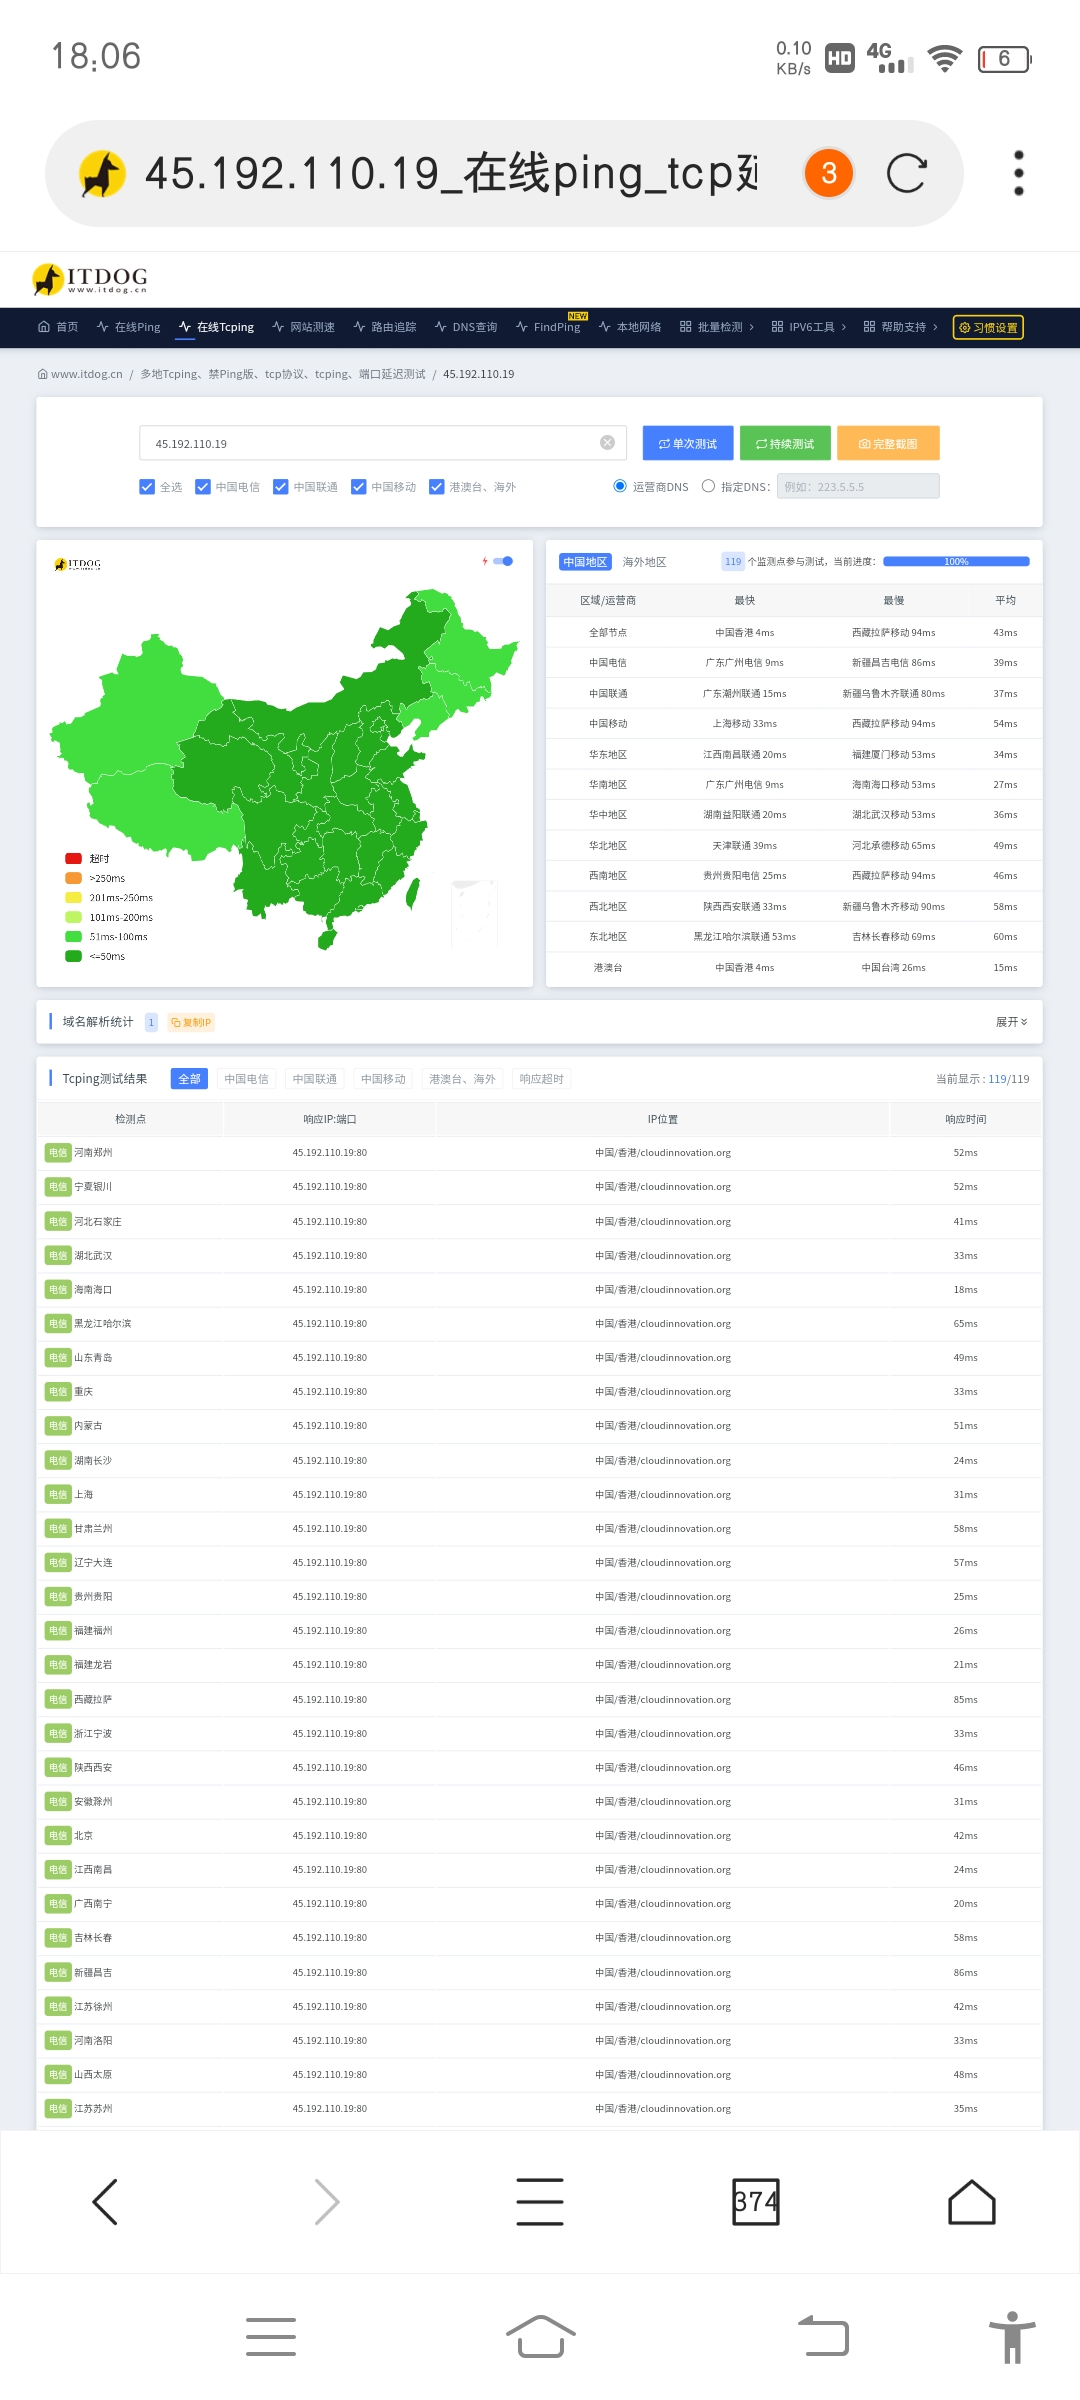 18:06
0.10 KB/s HD 4G 6
45.192.110.19_在线ping_tcp延
3
ITDOG
www.itdog.cn
首页 在线Ping 在线Tcping 网站测速 路由追踪 DNS查询 FindPing NEW 本地网络 批量检测 IPV6工具 帮助支持 习惯设置
www.itdog.cn / 多地Tcping、禁Ping版、tcp协议、tcping、端口延迟测试 / 45.192.110.19
45.192.110.19 单次测试 持续测试 完整截图
全选 中国电信 中国联通 中国移动 港澳台、海外 运营商DNS 指定DNS: 例如：223.5.5.5
ITDOG
超时
>250ms
201ms-250ms
101ms-200ms
51ms-100ms
<=50ms
中国地区 海外地区 119 个监测点参与测试，当前进度： 100%
区域/运营商 最快 最慢 平均
全部节点 中国香港 4ms 西藏拉萨移动 94ms 43ms
中国电信 广东广州电信 9ms 新疆昌吉电信 86ms 39ms
中国联通 广东潮州联通 15ms 新疆乌鲁木齐联通 80ms 37ms
中国移动 上海移动 33ms 西藏拉萨移动 94ms 54ms
华东地区 江西南昌联通 20ms 福建厦门移动 53ms 34ms
华南地区 广东广州电信 9ms 海南海口移动 53ms 27ms
华中地区 湖南益阳联通 20ms 湖北武汉移动 53ms 36ms
华北地区 天津联通 39ms 河北承德移动 65ms 49ms
西南地区 贵州贵阳电信 25ms 西藏拉萨移动 94ms 46ms
西北地区 陕西西安联通 33ms 新疆乌鲁木齐移动 90ms 58ms
东北地区 黑龙江哈尔滨联通 53ms 吉林长春移动 69ms 60ms
港澳台 中国香港 4ms 中国台湾 26ms 15ms
域名解析统计 1 复制IP 展开
Tcping测试结果 全部 中国电信 中国联通 中国移动 港澳台、海外 响应超时 当前显示 : 119/119
检测点 响应IP:端口 IP位置 响应时间
电信 河南郑州 45.192.110.19:80 中国/香港/cloudinnovation.org 52ms
电信 宁夏银川 45.192.110.19:80 中国/香港/cloudinnovation.org 52ms
电信 河北石家庄 45.192.110.19:80 中国/香港/cloudinnovation.org 41ms
电信 湖北武汉 45.192.110.19:80 中国/香港/cloudinnovation.org 33ms
电信 海南海口 45.192.110.19:80 中国/香港/cloudinnovation.org 18ms
电信 黑龙江哈尔滨 45.192.110.19:80 中国/香港/cloudinnovation.org 65ms
电信 山东青岛 45.192.110.19:80 中国/香港/cloudinnovation.org 49ms
电信 重庆 45.192.110.19:80 中国/香港/cloudinnovation.org 33ms
电信 内蒙古 45.192.110.19:80 中国/香港/cloudinnovation.org 51ms
电信 湖南长沙 45.192.110.19:80 中国/香港/cloudinnovation.org 24ms
电信 上海 45.192.110.19:80 中国/香港/cloudinnovation.org 31ms
电信 甘肃兰州 45.192.110.19:80 中国/香港/cloudinnovation.org 58ms
电信 辽宁大连 45.192.110.19:80 中国/香港/cloudinnovation.org 57ms
电信 贵州贵阳 45.192.110.19:80 中国/香港/cloudinnovation.org 25ms
电信 福建福州 45.192.110.19:80 中国/香港/cloudinnovation.org 26ms
电信 福建龙岩 45.192.110.19:80 中国/香港/cloudinnovation.org 21ms
电信 西藏拉萨 45.192.110.19:80 中国/香港/cloudinnovation.org 85ms
电信 浙江宁波 45.192.110.19:80 中国/香港/cloudinnovation.org 33ms
电信 陕西西安 45.192.110.19:80 中国/香港/cloudinnovation.org 46ms
电信 安徽滁州 45.192.110.19:80 中国/香港/cloudinnovation.org 31ms
电信 北京 45.192.110.19:80 中国/香港/cloudinnovation.org 42ms
电信 江西南昌 45.192.110.19:80 中国/香港/cloudinnovation.org 24ms
电信 广西南宁 45.192.110.19:80 中国/香港/cloudinnovation.org 20ms
电信 吉林长春 45.192.110.19:80 中国/香港/cloudinnovation.org 58ms
电信 新疆昌吉 45.192.110.19:80 中国/香港/cloudinnovation.org 86ms
电信 江苏徐州 45.192.110.19:80 中国/香港/cloudinnovation.org 42ms
电信 河南洛阳 45.192.110.19:80 中国/香港/cloudinnovation.org 33ms
电信 山西太原 45.192.110.19:80 中国/香港/cloudinnovation.org 48ms
电信 江苏苏州 45.192.110.19:80 中国/香港/cloudinnovation.org 35ms
374